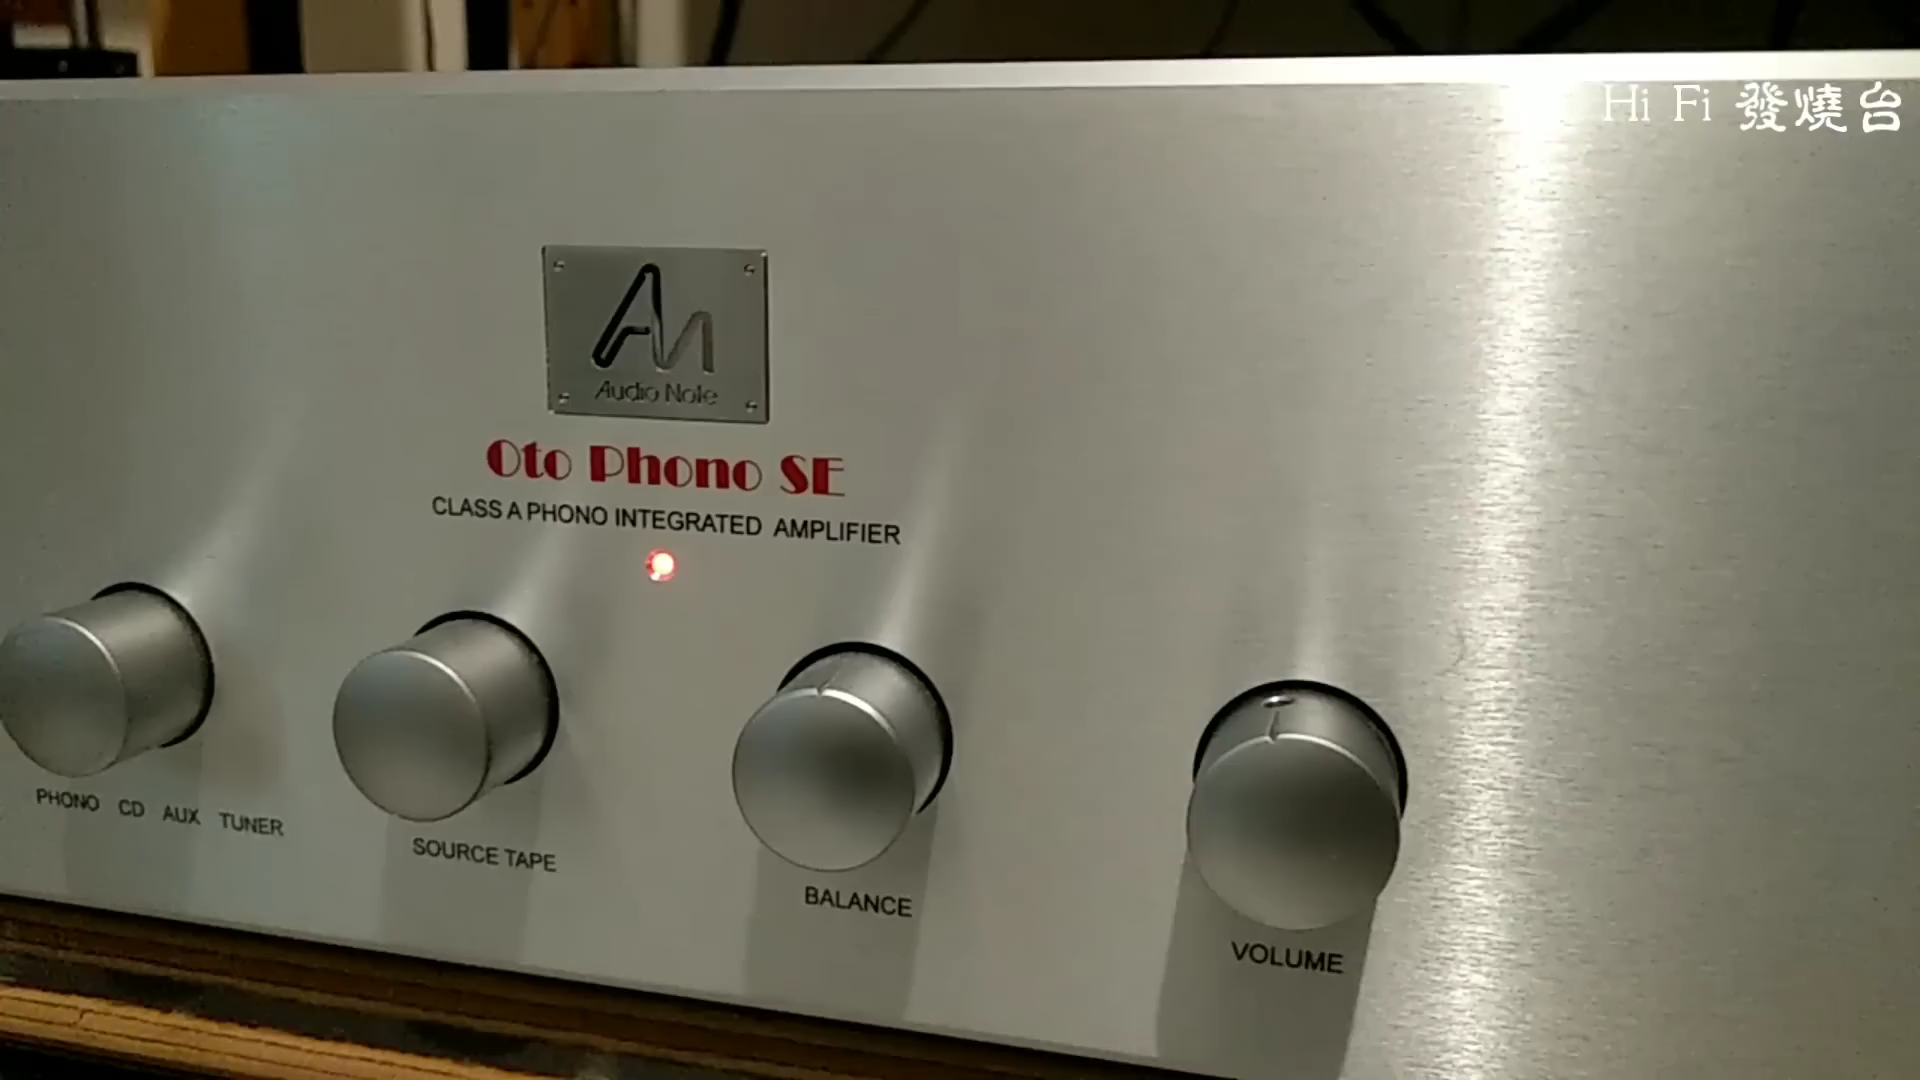 Hi Fi 發燒台
An
Audio Note
Oto Phono SE
CLASS A PHONO INTEGRATED AMPLIFIER
PHONO CD AUX TUNER
SOURCE TAPE
BALANCE
VOLUME